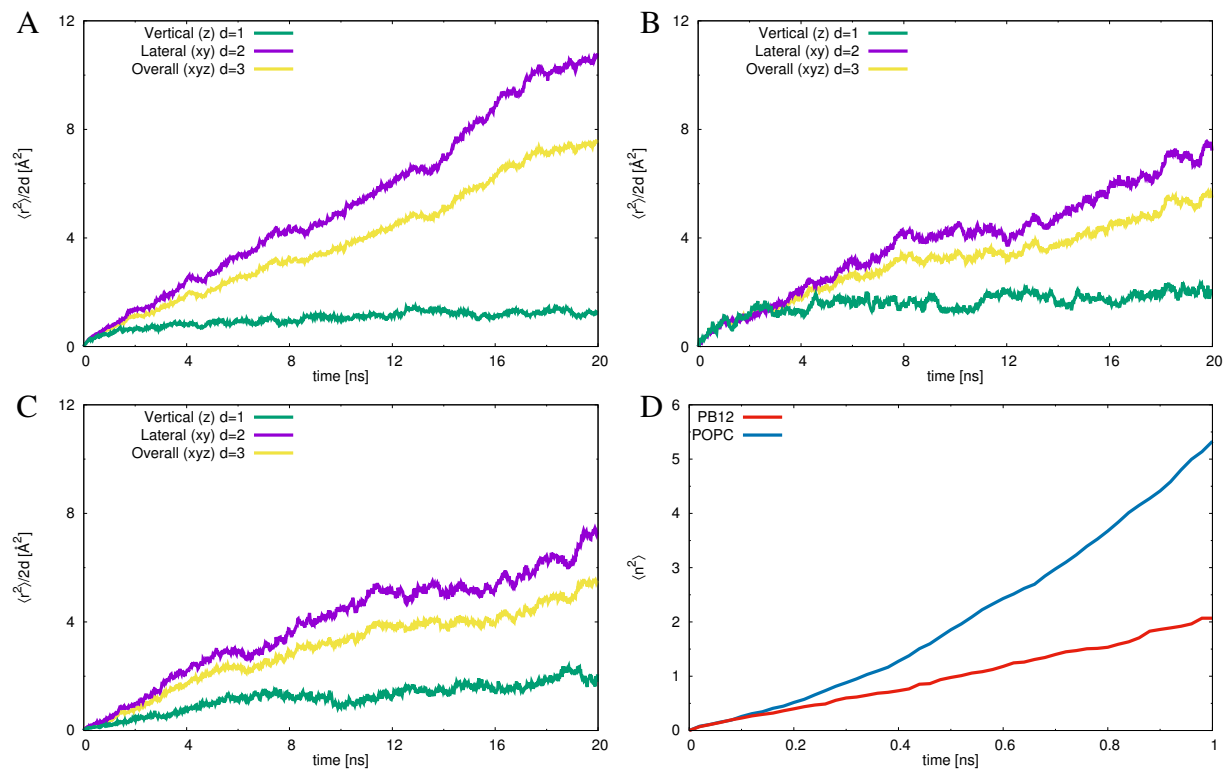 A
12
8
4
0
⟨r²⟩/2d [Å²]
Vertical (z) d=1
Lateral (xy) d=2
Overall (xyz) d=3
0 4 8 12 16 20
time [ns]
B
12
8
4
0
⟨r²⟩/2d [Å²]
Vertical (z) d=1
Lateral (xy) d=2
Overall (xyz) d=3
0 4 8 12 16 20
time [ns]
C
12
8
4
0
⟨r²⟩/2d [Å²]
Vertical (z) d=1
Lateral (xy) d=2
Overall (xyz) d=3
0 4 8 12 16 20
time [ns]
D
6
5
4
3
2
1
0
⟨n²⟩
PB12
POPC
0 0.2 0.4 0.6 0.8 1
time [ns]